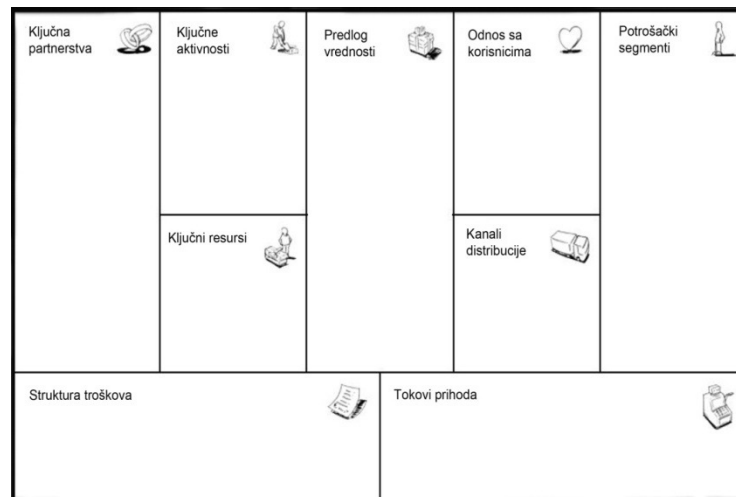 Ključna
partnerstva
Ključne
aktivnosti
Predlog
vrednosti
Odnos sa
korisnicima
Potrošački
segmenti
Ključni resursi
Kanali
distribucije
Struktura troškova
Tokovi prihoda